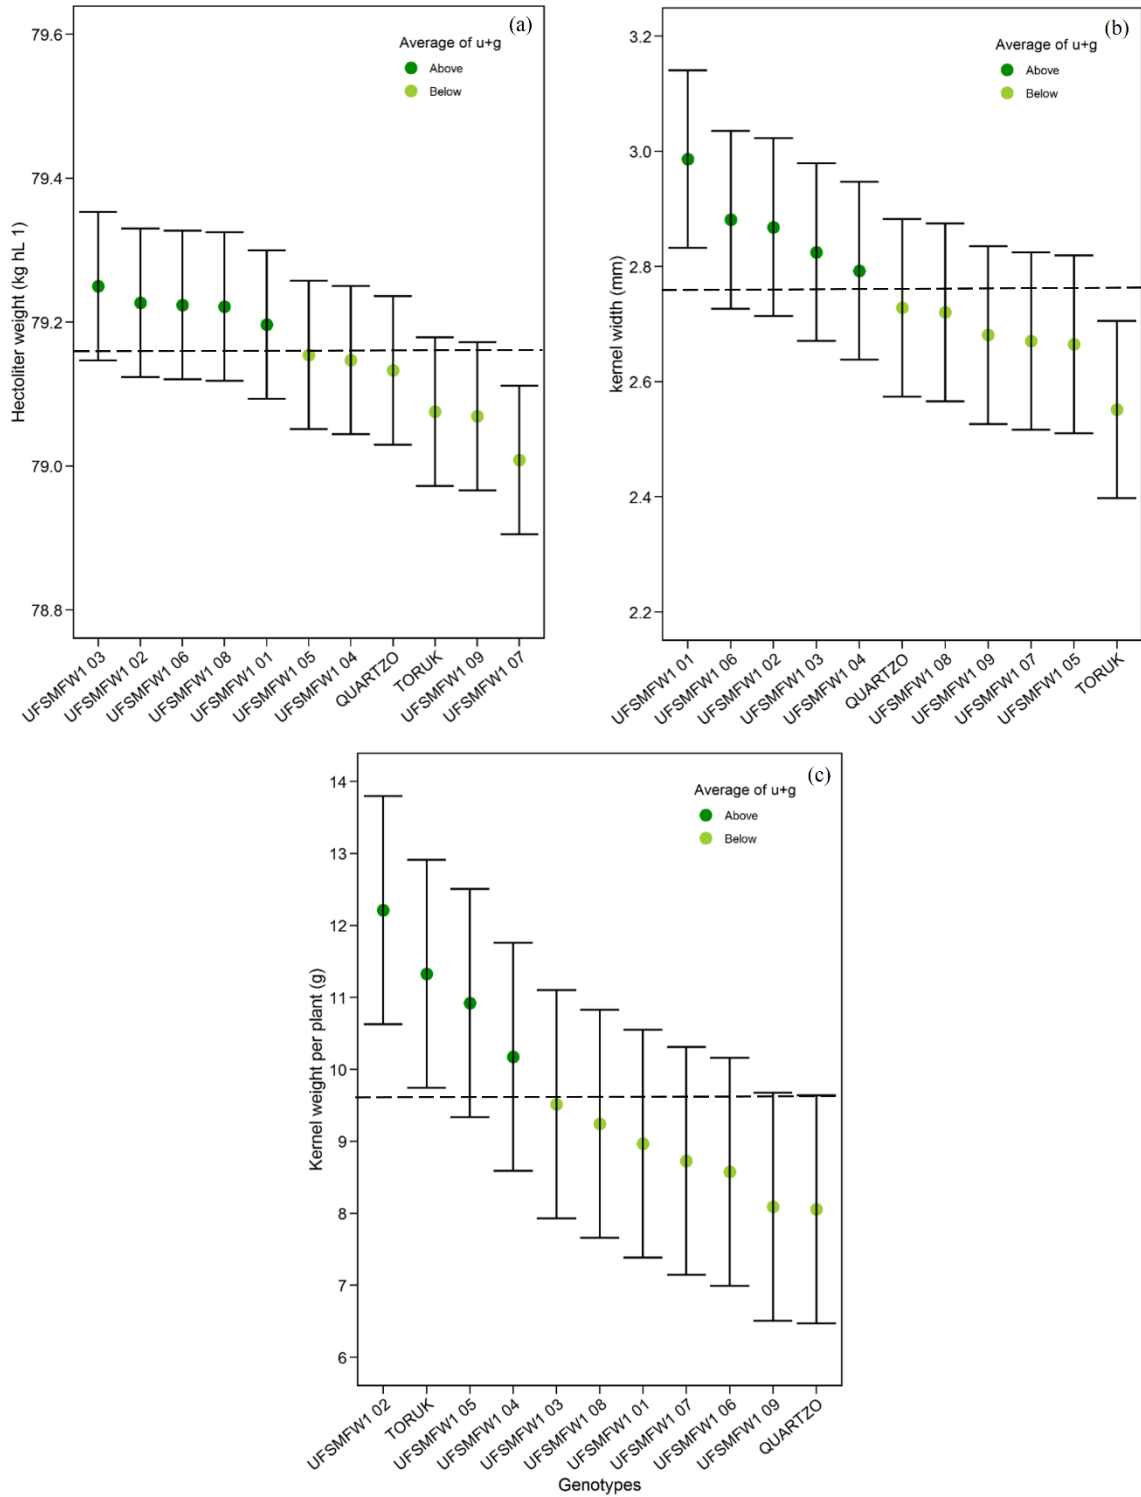 (a)
Average of u+g
Above
Below
Hectoliter weight (kg hL 1)
79.6
79.4
79.2
79.0
78.8
UFSMFW1 03
UFSMFW1 02
UFSMFW1 06
UFSMFW1 08
UFSMFW1 01
UFSMFW1 05
UFSMFW1 04
QUARTZO
TORUK
UFSMFW1 09
UFSMFW1 07
(b)
Average of u+g
Above
Below
kernel width (mm)
3.2
3.0
2.8
2.6
2.4
2.2
UFSMFW1 01
UFSMFW1 06
UFSMFW1 02
UFSMFW1 03
UFSMFW1 04
QUARTZO
UFSMFW1 08
UFSMFW1 09
UFSMFW1 07
UFSMFW1 05
TORUK
(c)
Average of u+g
Above
Below
Kernel weight per plant (g)
14
13
12
11
10
9
8
7
6
UFSMFW1 02
TORUK
UFSMFW1 05
UFSMFW1 04
UFSMFW1 03
UFSMFW1 08
UFSMFW1 01
UFSMFW1 07
UFSMFW1 06
UFSMFW1 09
QUARTZO
Genotypes